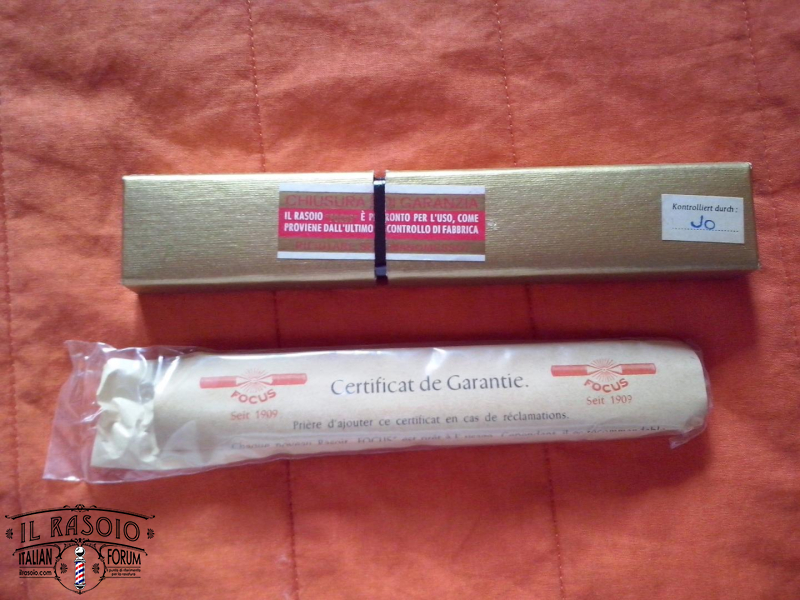 CHIUSURA DI GARANZIA
IL RASOIO È PRONTO PER L'USO, COME
PROVIENE DALL'ULTIMO CONTROLLO DI FABBRICA
Kontrolliert durch:
Jo
FOCUS
Seit 1909
Certificat de Garantie.
FOCUS
Seit 1909
Prière d'ajouter ce certificat en cas de réclamations.
IL RASOIO
ITALIAN FORUM
ilrasoio.com